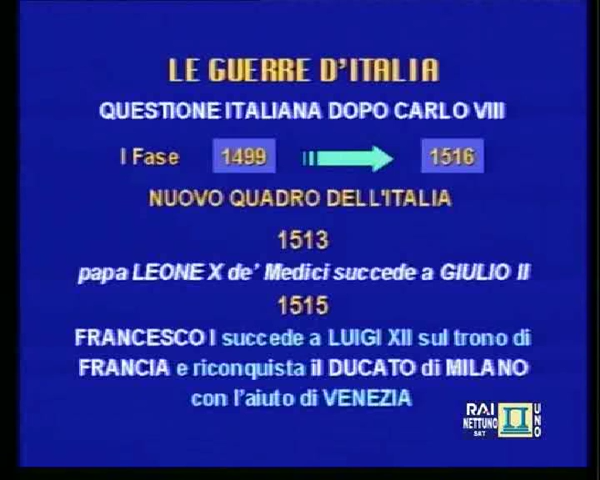 LE GUERRE D'ITALIA
QUESTIONE ITALIANA DOPO CARLO VIII
I Fase 1499 1516
NUOVO QUADRO DELL'ITALIA
1513
papa LEONE X de' Medici succede a GIULIO II
1515
FRANCESCO I succede a LUIGI XII sul trono di
FRANCIA e riconquista il DUCATO di MILANO
con l'aiuto di VENEZIA
RAI
NETTUNO
SAT
UNO